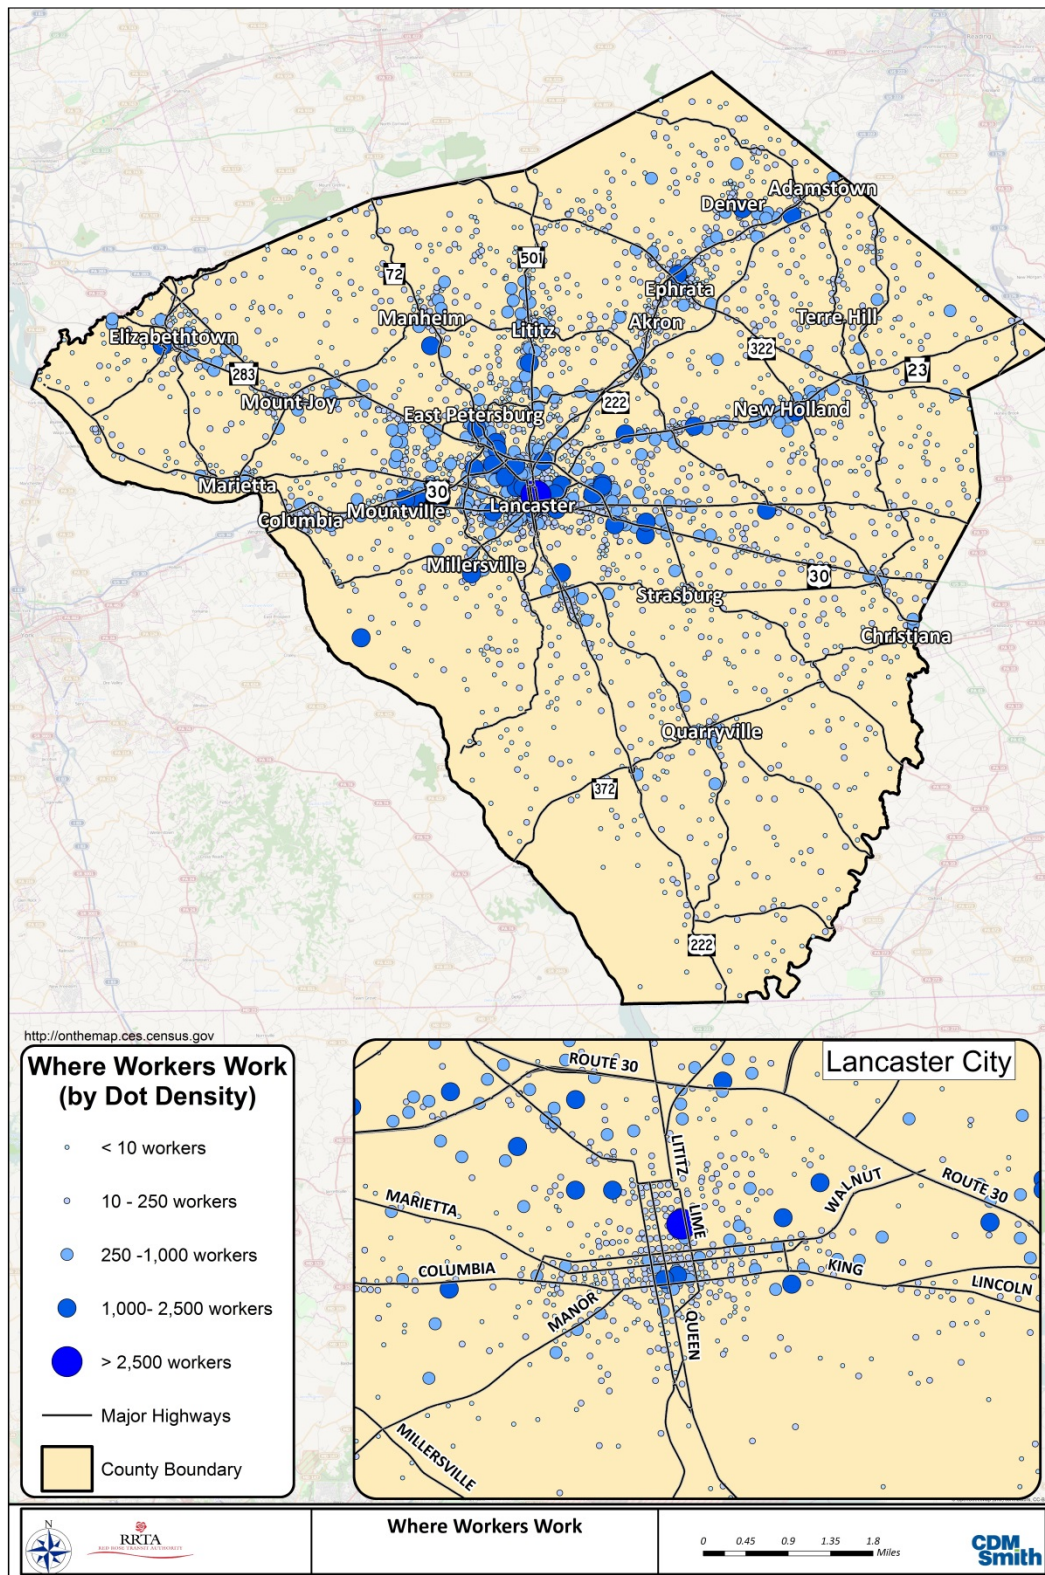 Adamstown
Denver
501
72
Ephrata
Manheim
Lititz
Akron
Terre Hill
Elizabethtown
322
23
283
Mount Joy
222
East Petersburg
New Holland
Marietta
30
Lancaster
Columbia
Mountville
Millersville
30
Strasburg
Christiana
Quarryville
372
222
http://onthemap.ces.census.gov
Where Workers Work
(by Dot Density)
< 10 workers
10 - 250 workers
250 -1,000 workers
1,000- 2,500 workers
> 2,500 workers
Major Highways
County Boundary
Lancaster City
ROUTE 30
LITITZ
WALNUT
ROUTE 30
MARIETTA
LIME
COLUMBIA
KING
LINCOLN
MANOR
QUEEN
MILLERSVILLE
N
RRTA
RED ROSE TRANSIT AUTHORITY
Where Workers Work
0 0.45 0.9 1.35 1.8
Miles
CDM
Smith